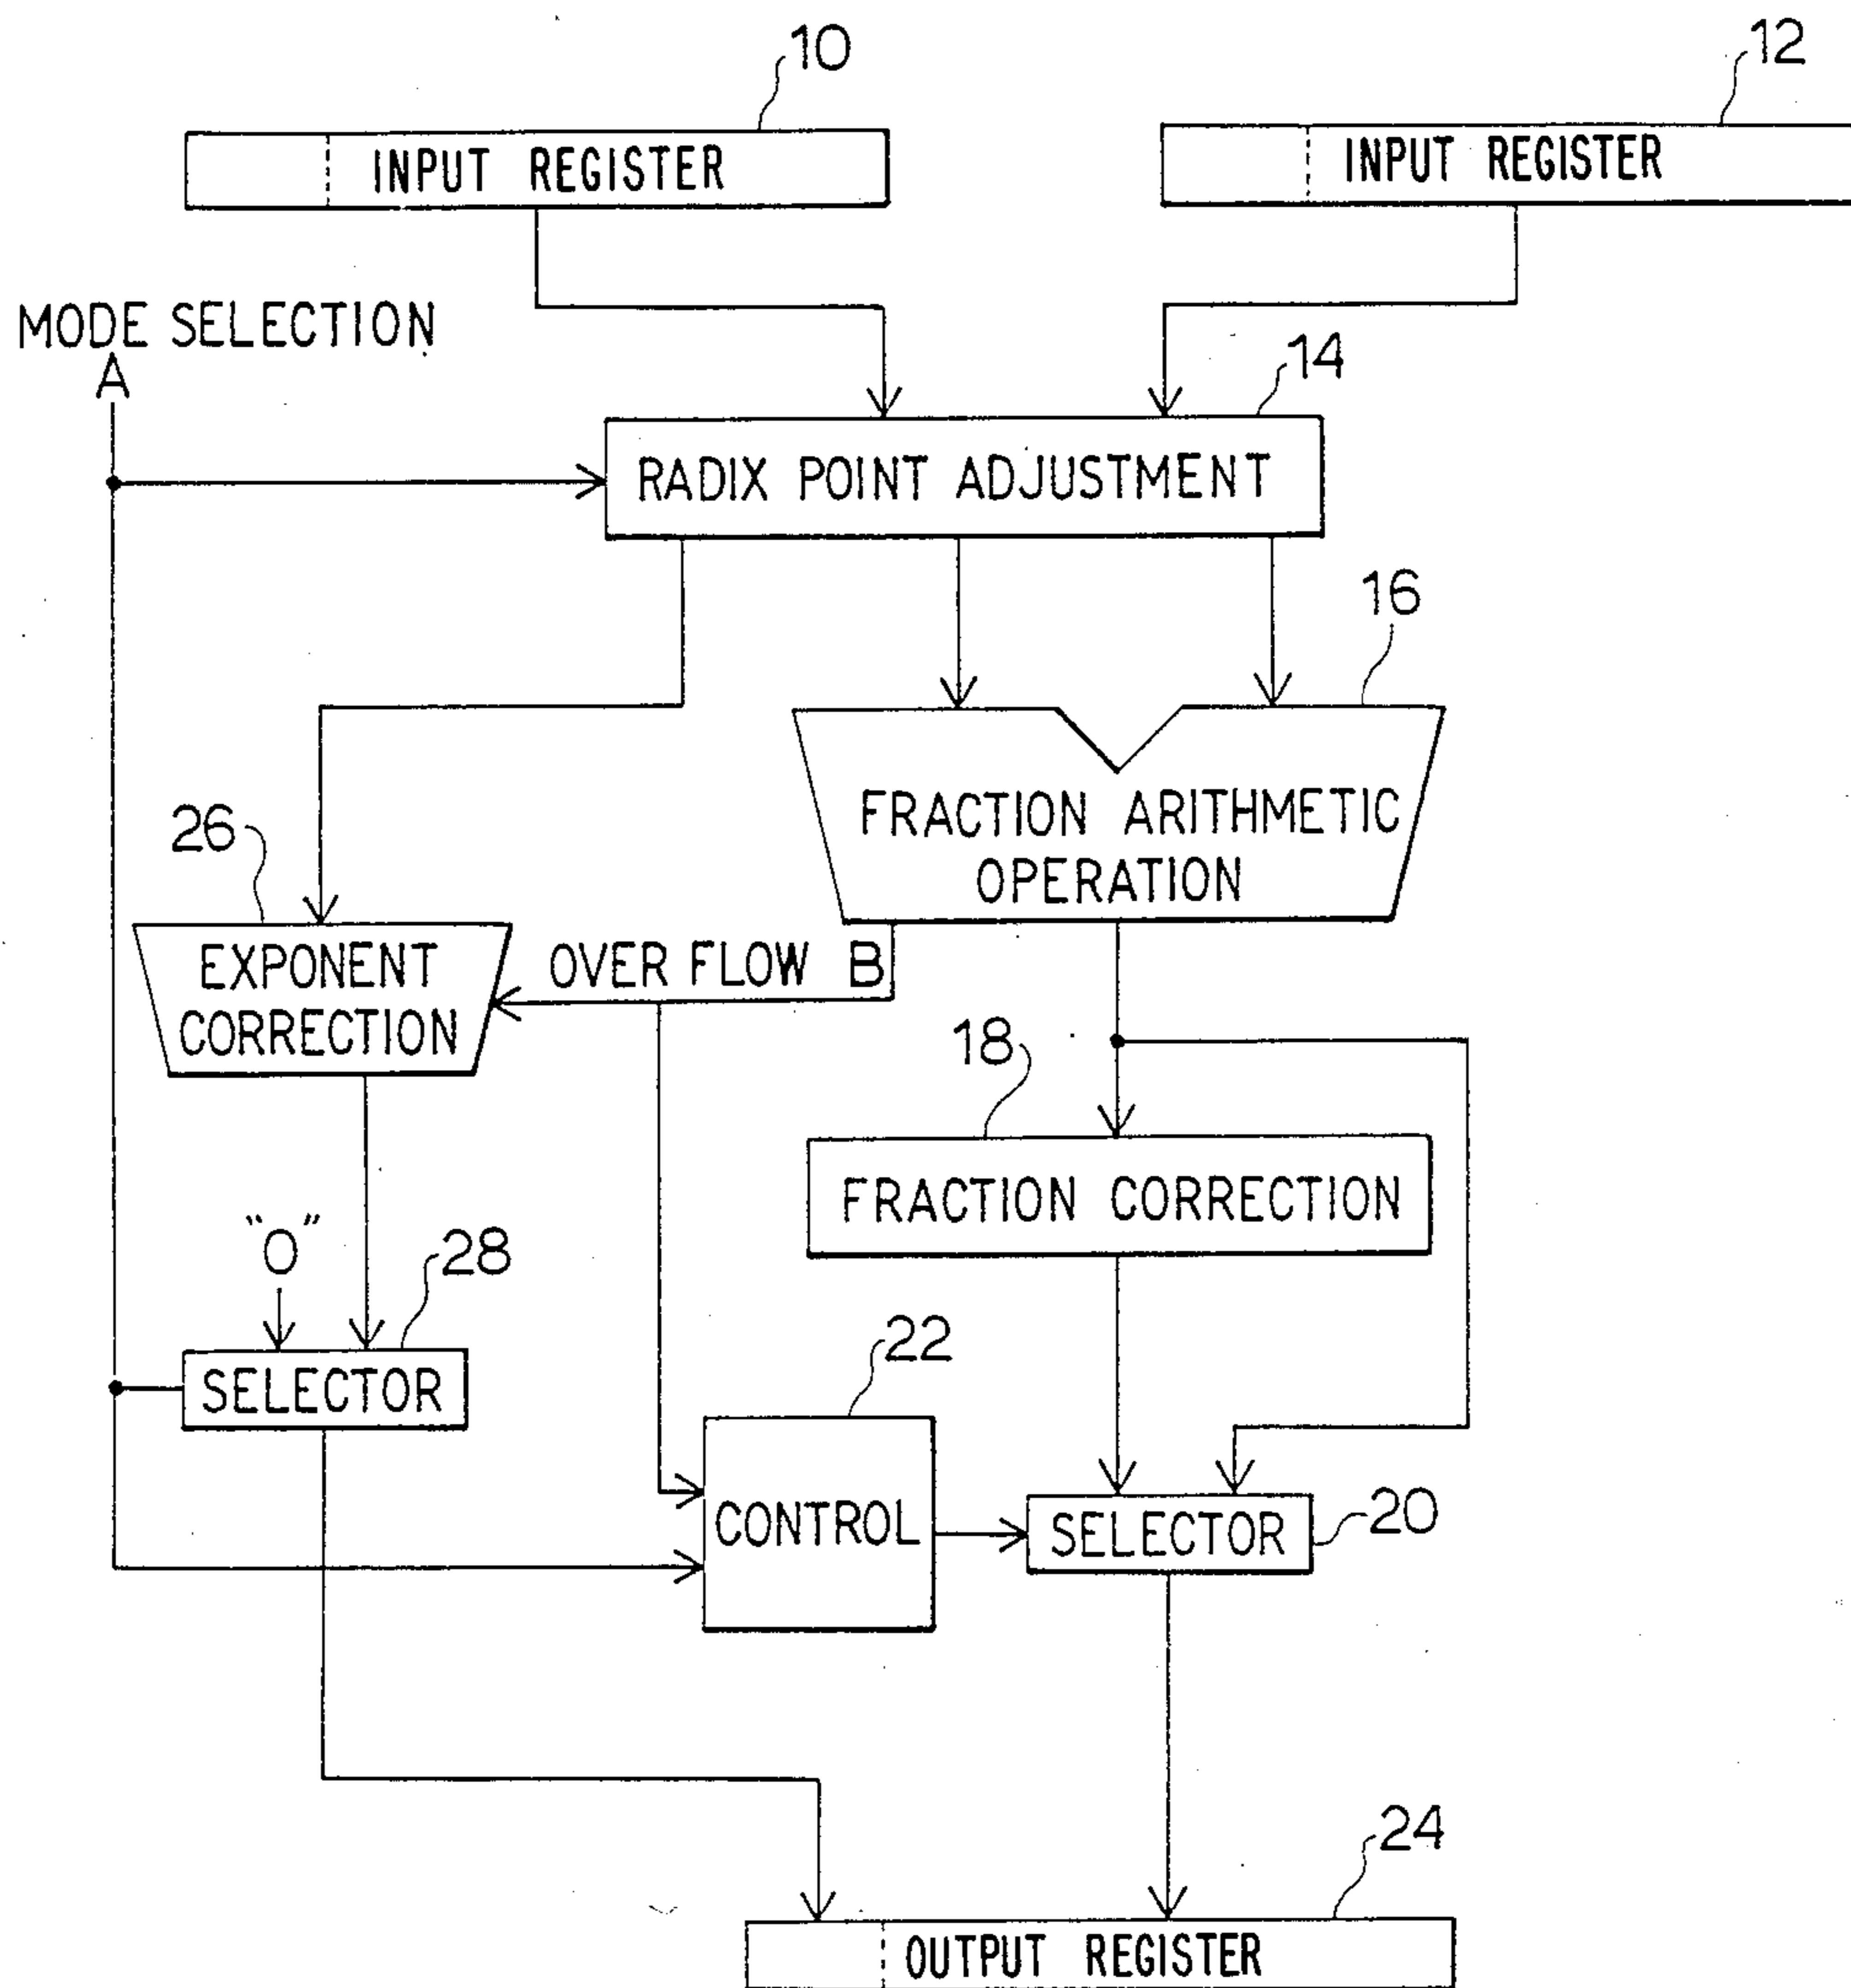 10
12
INPUT REGISTER
INPUT REGISTER
MODE SELECTION
A
14
RADIX POINT ADJUSTMENT
16
FRACTION ARITHMETIC
OPERATION
26
EXPONENT
CORRECTION
OVER FLOW B
18
FRACTION CORRECTION
"0"
28
SELECTOR
22
CONTROL
SELECTOR
20
24
OUTPUT REGISTER